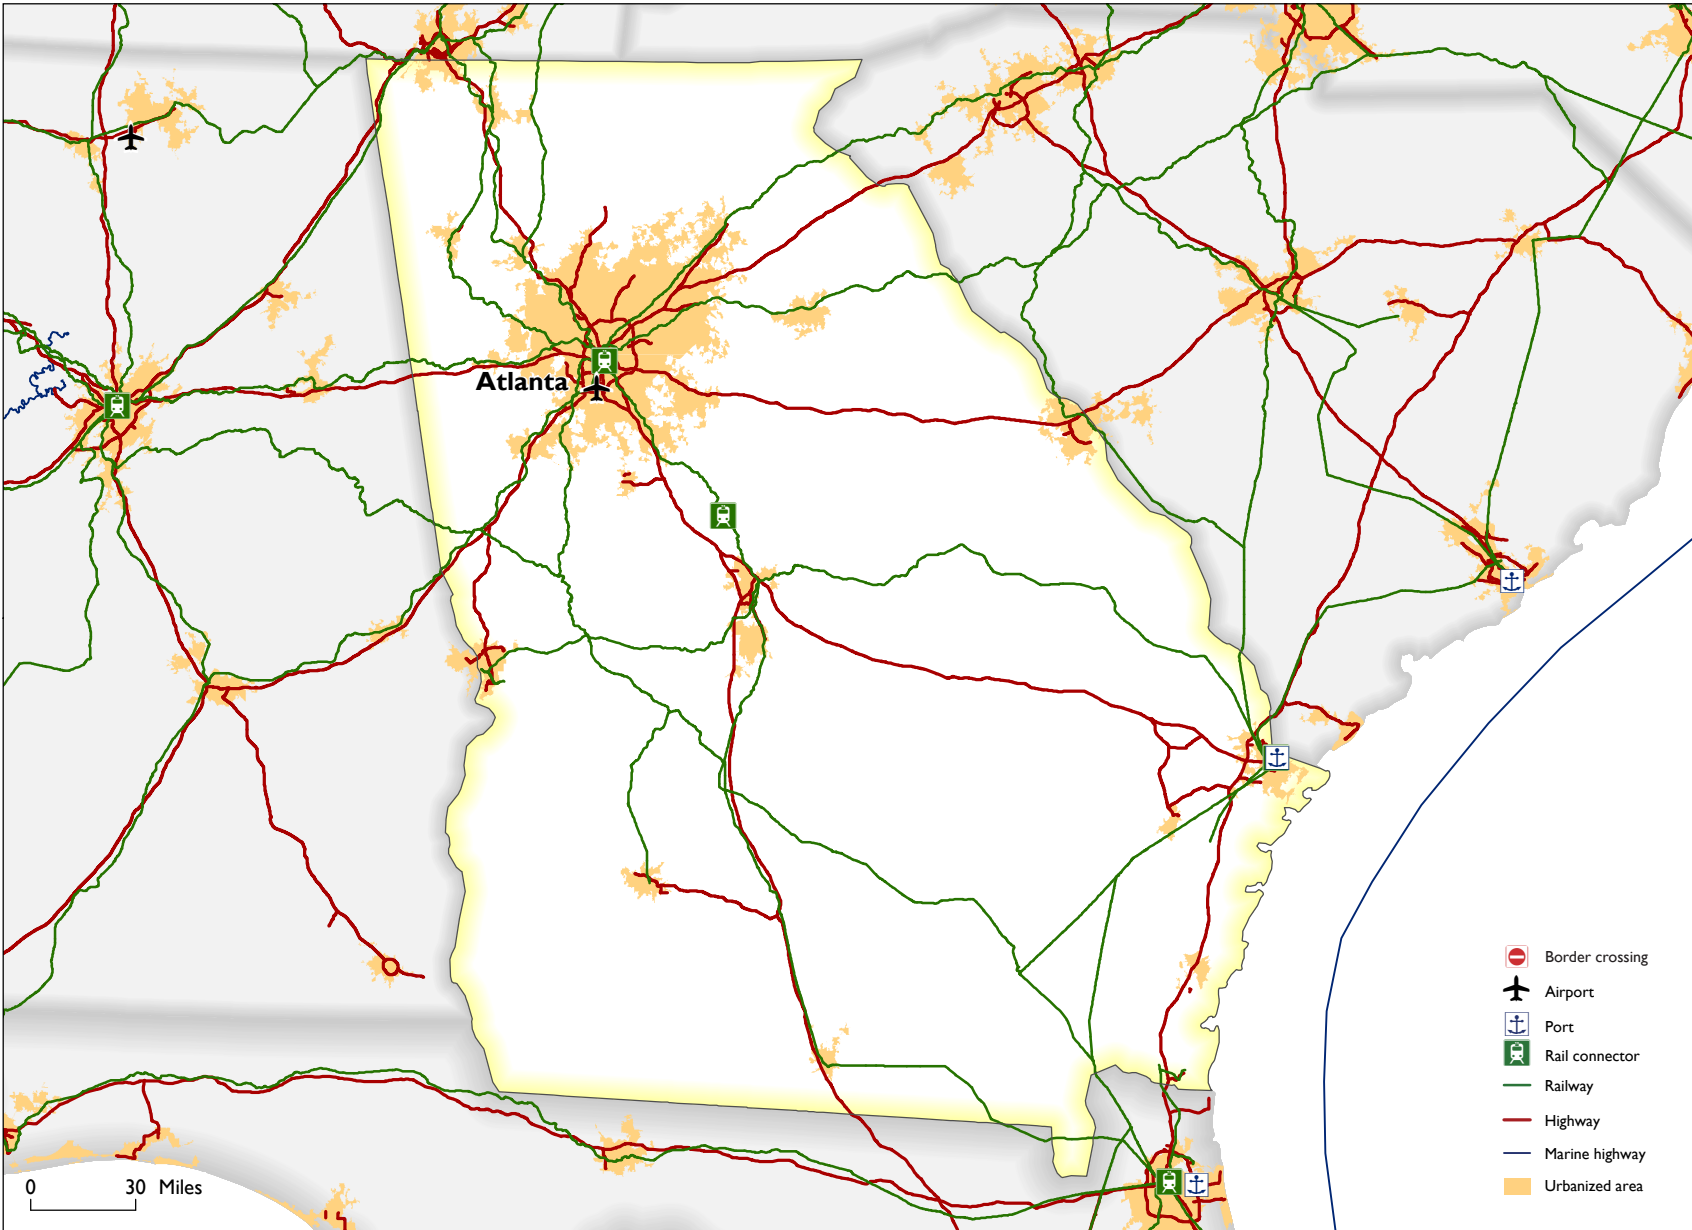 Atlanta
Border crossing
Airport
Port
Rail connector
Railway
Highway
Marine highway
Urbanized area
0 30 Miles